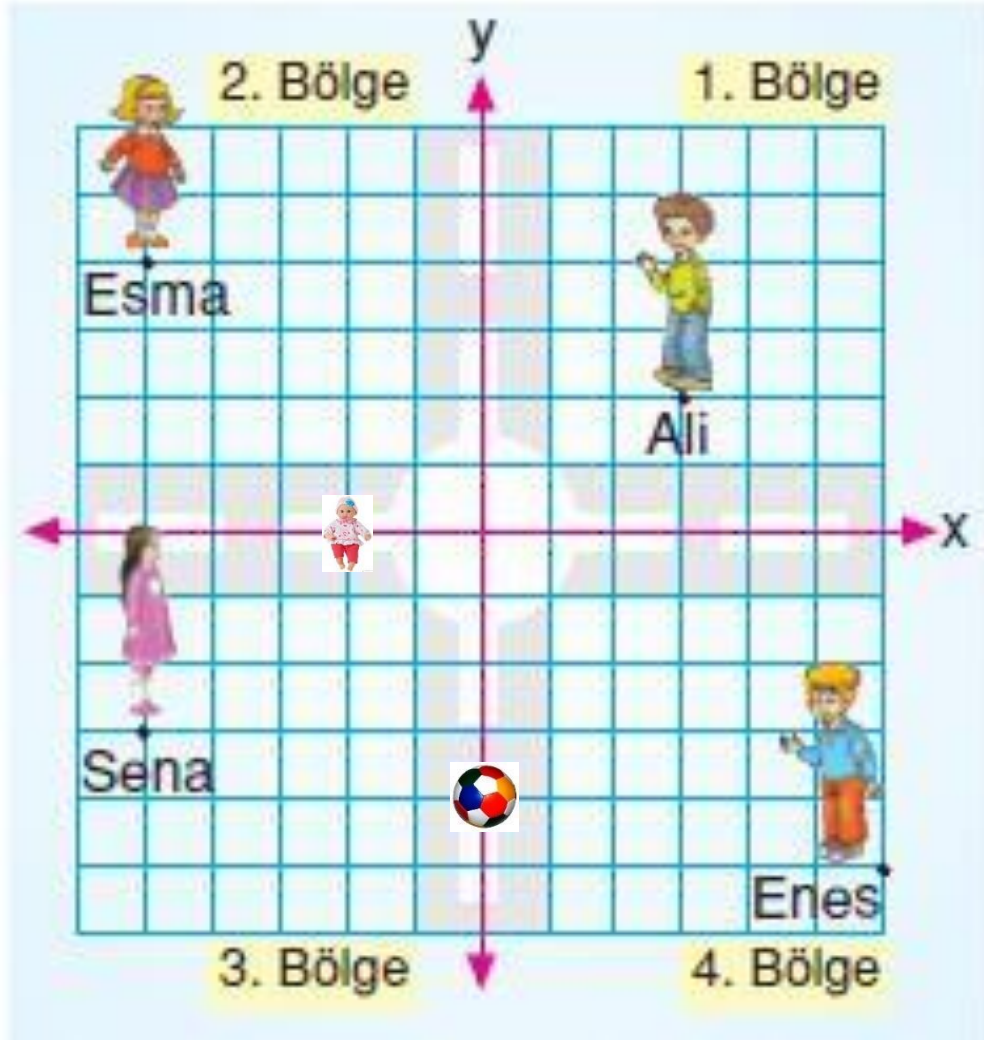 y
2. Bölge
1. Bölge
Esma
Ali
x
Sena
Enes
3. Bölge
4. Bölge